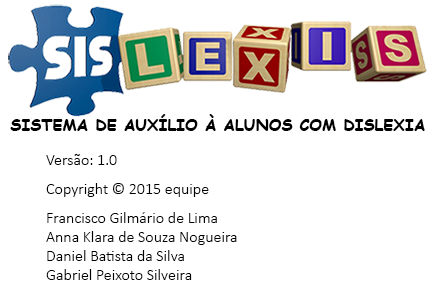 SISLEXIS
SISTEMA DE AUXÍLIO À ALUNOS COM DISLEXIA
Versão: 1.0
Copyright © 2015 equipe
Francisco Gilmário de Lima
Anna Klara de Souza Nogueira
Daniel Batista da Silva
Gabriel Peixoto Silveira